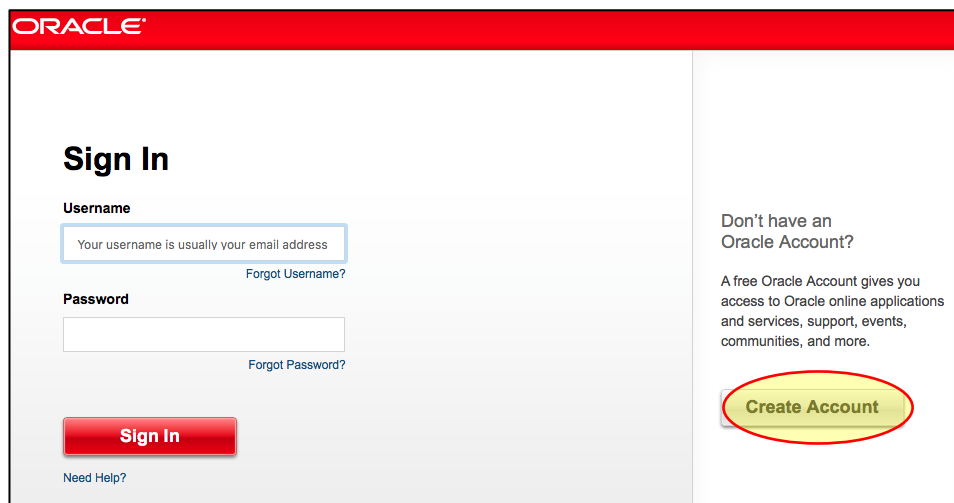 ORACLE®
Sign In
Username
Your username is usually your email address
Forgot Username?
Password
Forgot Password?
Sign In
Need Help?
Don't have an
Oracle Account?
A free Oracle Account gives you
access to Oracle online applications
and services, support, events,
communities, and more.
Create Account